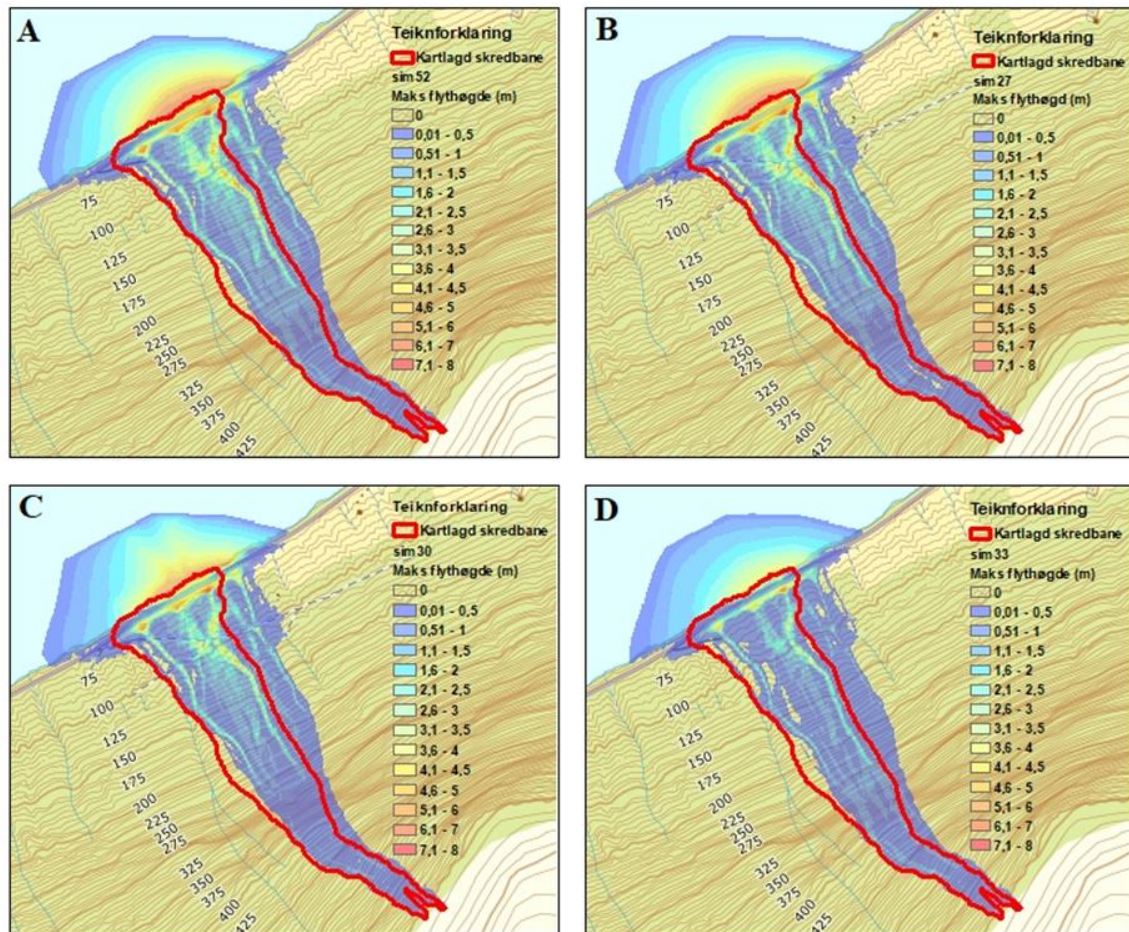 A
Teiknforklaring
Kartlagd skredbane
sim 52
Maks flythøgde (m)
0
0,01 - 0,5
0,51 - 1
1,1 - 1,5
1,6 - 2
2,1 - 2,5
2,6 - 3
3,1 - 3,5
3,6 - 4
4,1 - 4,5
4,6 - 5
5,1 - 6
6,1 - 7
7,1 - 8
75
100
125
150
175
200
225
250
275
325
350
375
400
425
B
Teiknforklaring
Kartlagd skredbane
sim 27
Maks flythøgd (m)
0
0,01 - 0,5
0,51 - 1
1,1 - 1,5
1,6 - 2
2,1 - 2,5
2,6 - 3
3,1 - 3,5
3,6 - 4
4,1 - 4,5
4,6 - 5
5,1 - 6
6,1 - 7
7,1 - 8
75
100
125
150
175
200
225
250
275
325
350
375
400
425
C
Teiknforklaring
Kartlagd skredbane
sim 30
Maks flythøgde (m)
0
0,01 - 0,5
0,51 - 1
1,1 - 1,5
1,6 - 2
2,1 - 2,5
2,6 - 3
3,1 - 3,5
3,6 - 4
4,1 - 4,5
4,6 - 5
5,1 - 6
6,1 - 7
7,1 - 8
75
100
125
150
175
200
225
250
275
325
350
375
400
425
D
Teiknforklaring
Kartlagd skredbane
sim 33
Maks flythøgde (m)
0
0,01 - 0,5
0,51 - 1
1,1 - 1,5
1,6 - 2
2,1 - 2,5
2,6 - 3
3,1 - 3,5
3,6 - 4
4,1 - 4,5
4,6 - 5
5,1 - 6
6,1 - 7
7,1 - 8
75
100
125
150
175
200
225
250
275
325
350
375
400
425